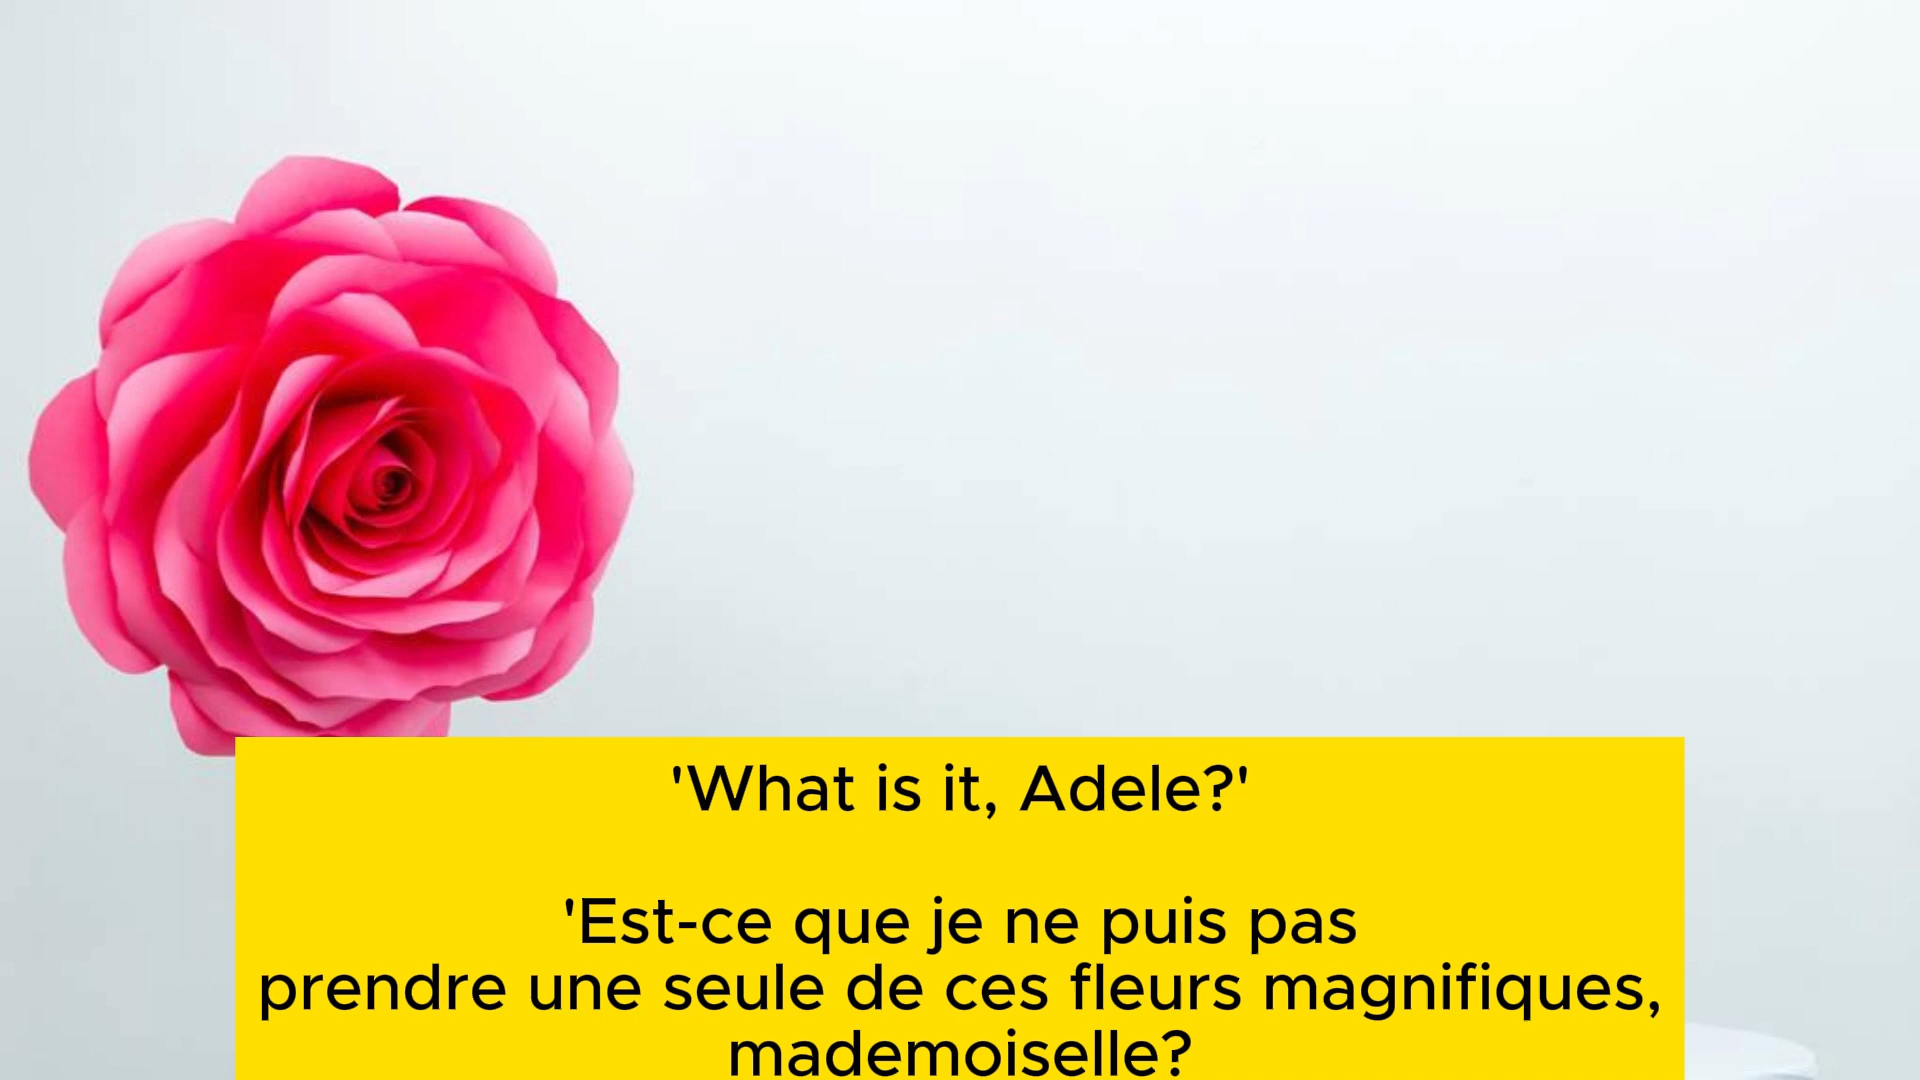 'What is it, Adele?'
'Est-ce que je ne puis pas
prendre une seule de ces fleurs magnifiques,
mademoiselle?